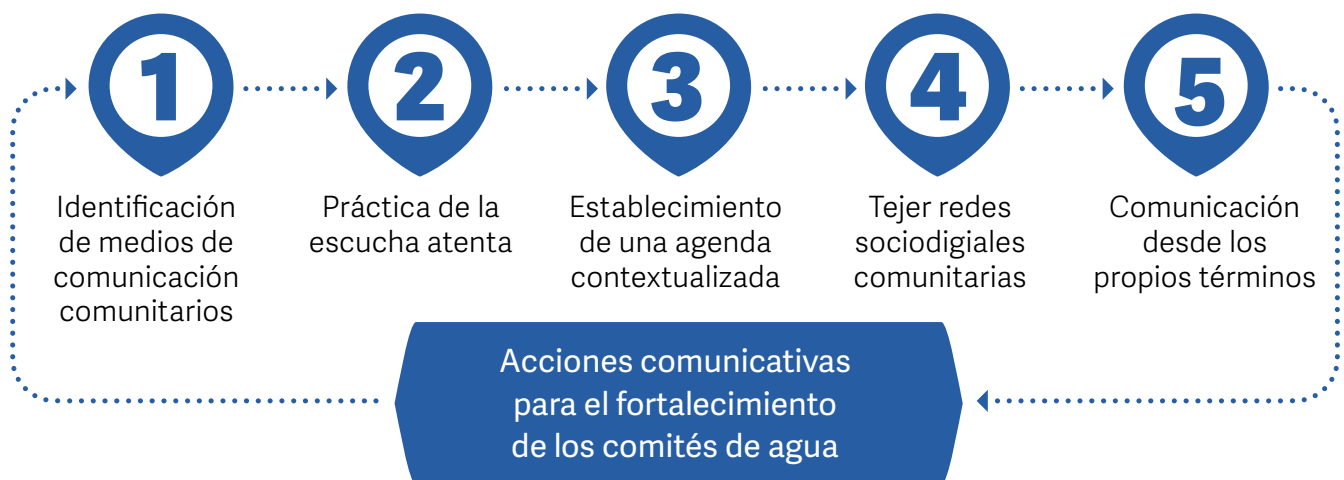 1
2
3
4
5
Identificación
de medios de
comunicación
comunitarios
Práctica de la
escucha atenta
Establecimiento
de una agenda
contextualizada
Tejer redes
sociodigiales
comunitarias
Comunicación
desde los
propios términos
Acciones comunicativas
para el fortalecimiento
de los comités de agua